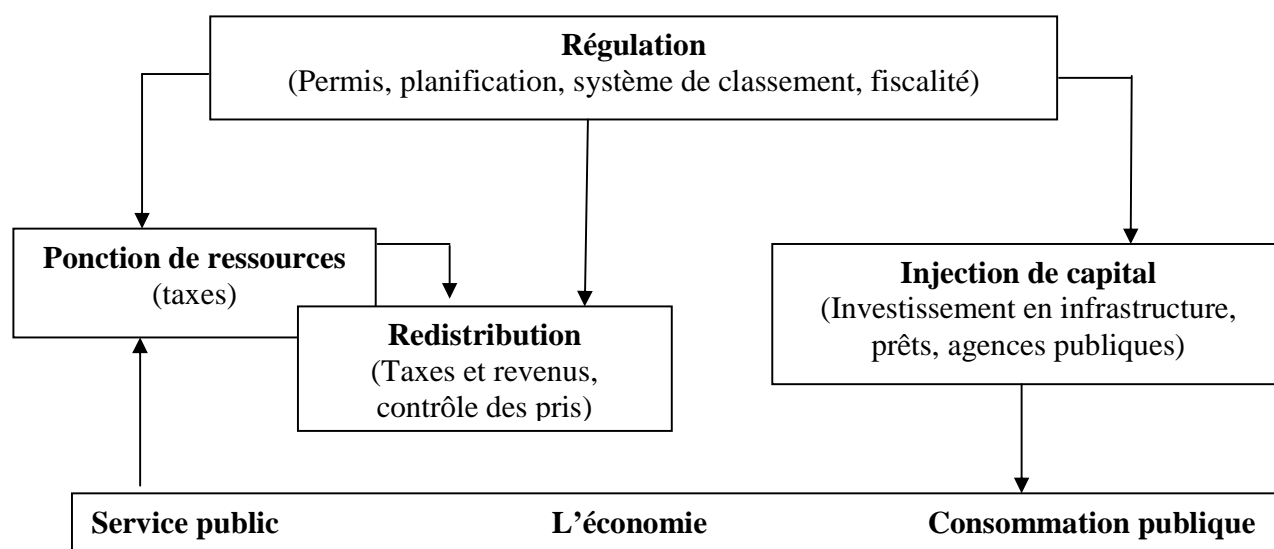 Régulation
(Permis, planification, système de classement, fiscalité)
Ponction de ressources
(taxes)
Redistribution
(Taxes et revenus,
contrôle des pris)
Injection de capital
(Investissement en infrastructure,
prêts, agences publiques)
Service public L’économie Consommation publique